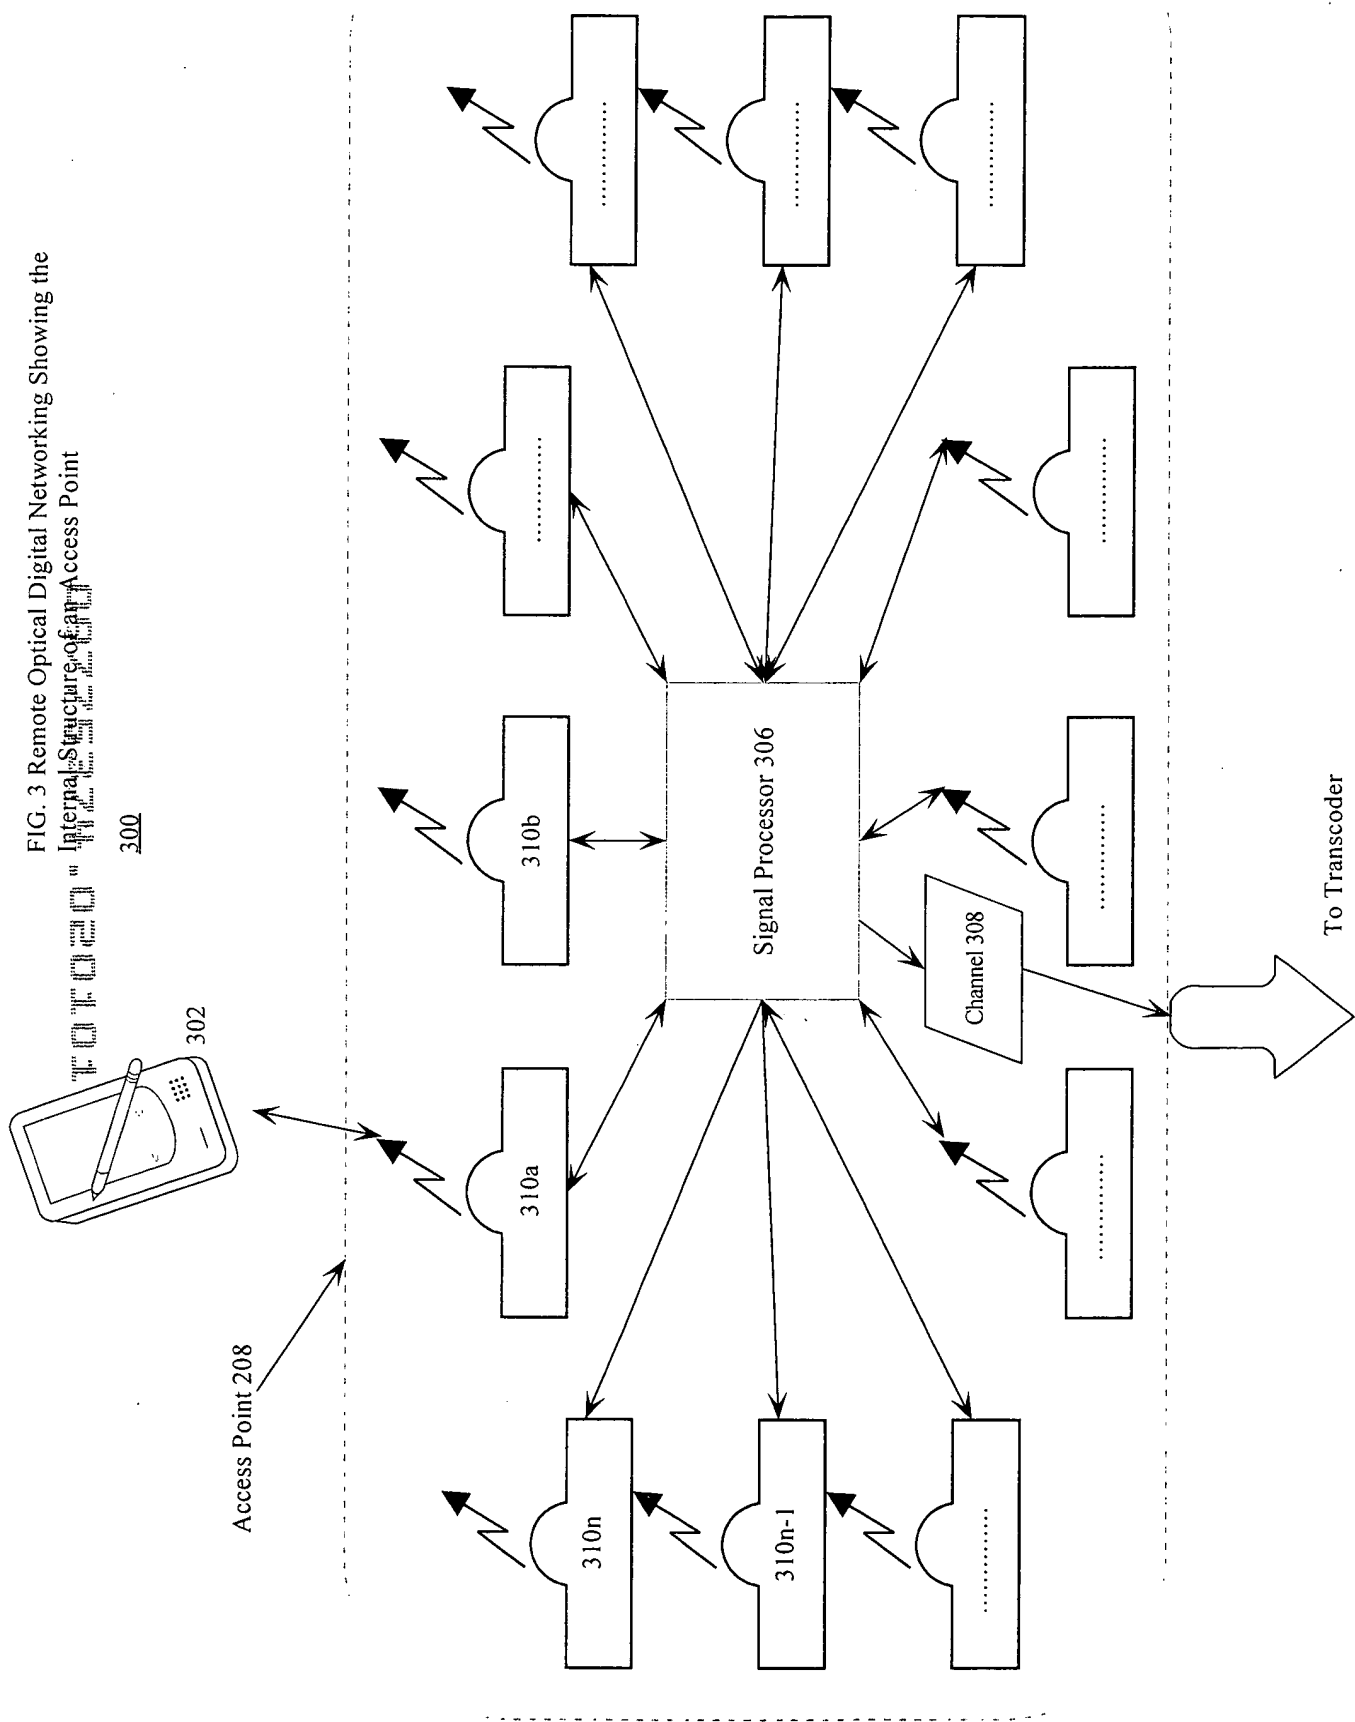 FIG. 3 Remote Optical Digital Networking Showing the
Internal Structure of an Access Point
300
302
Access Point 208
310a
310b
............
............
310n
............
310n-1
............
............
Signal Processor 306
Channel 308
............
............
............
To Transcoder